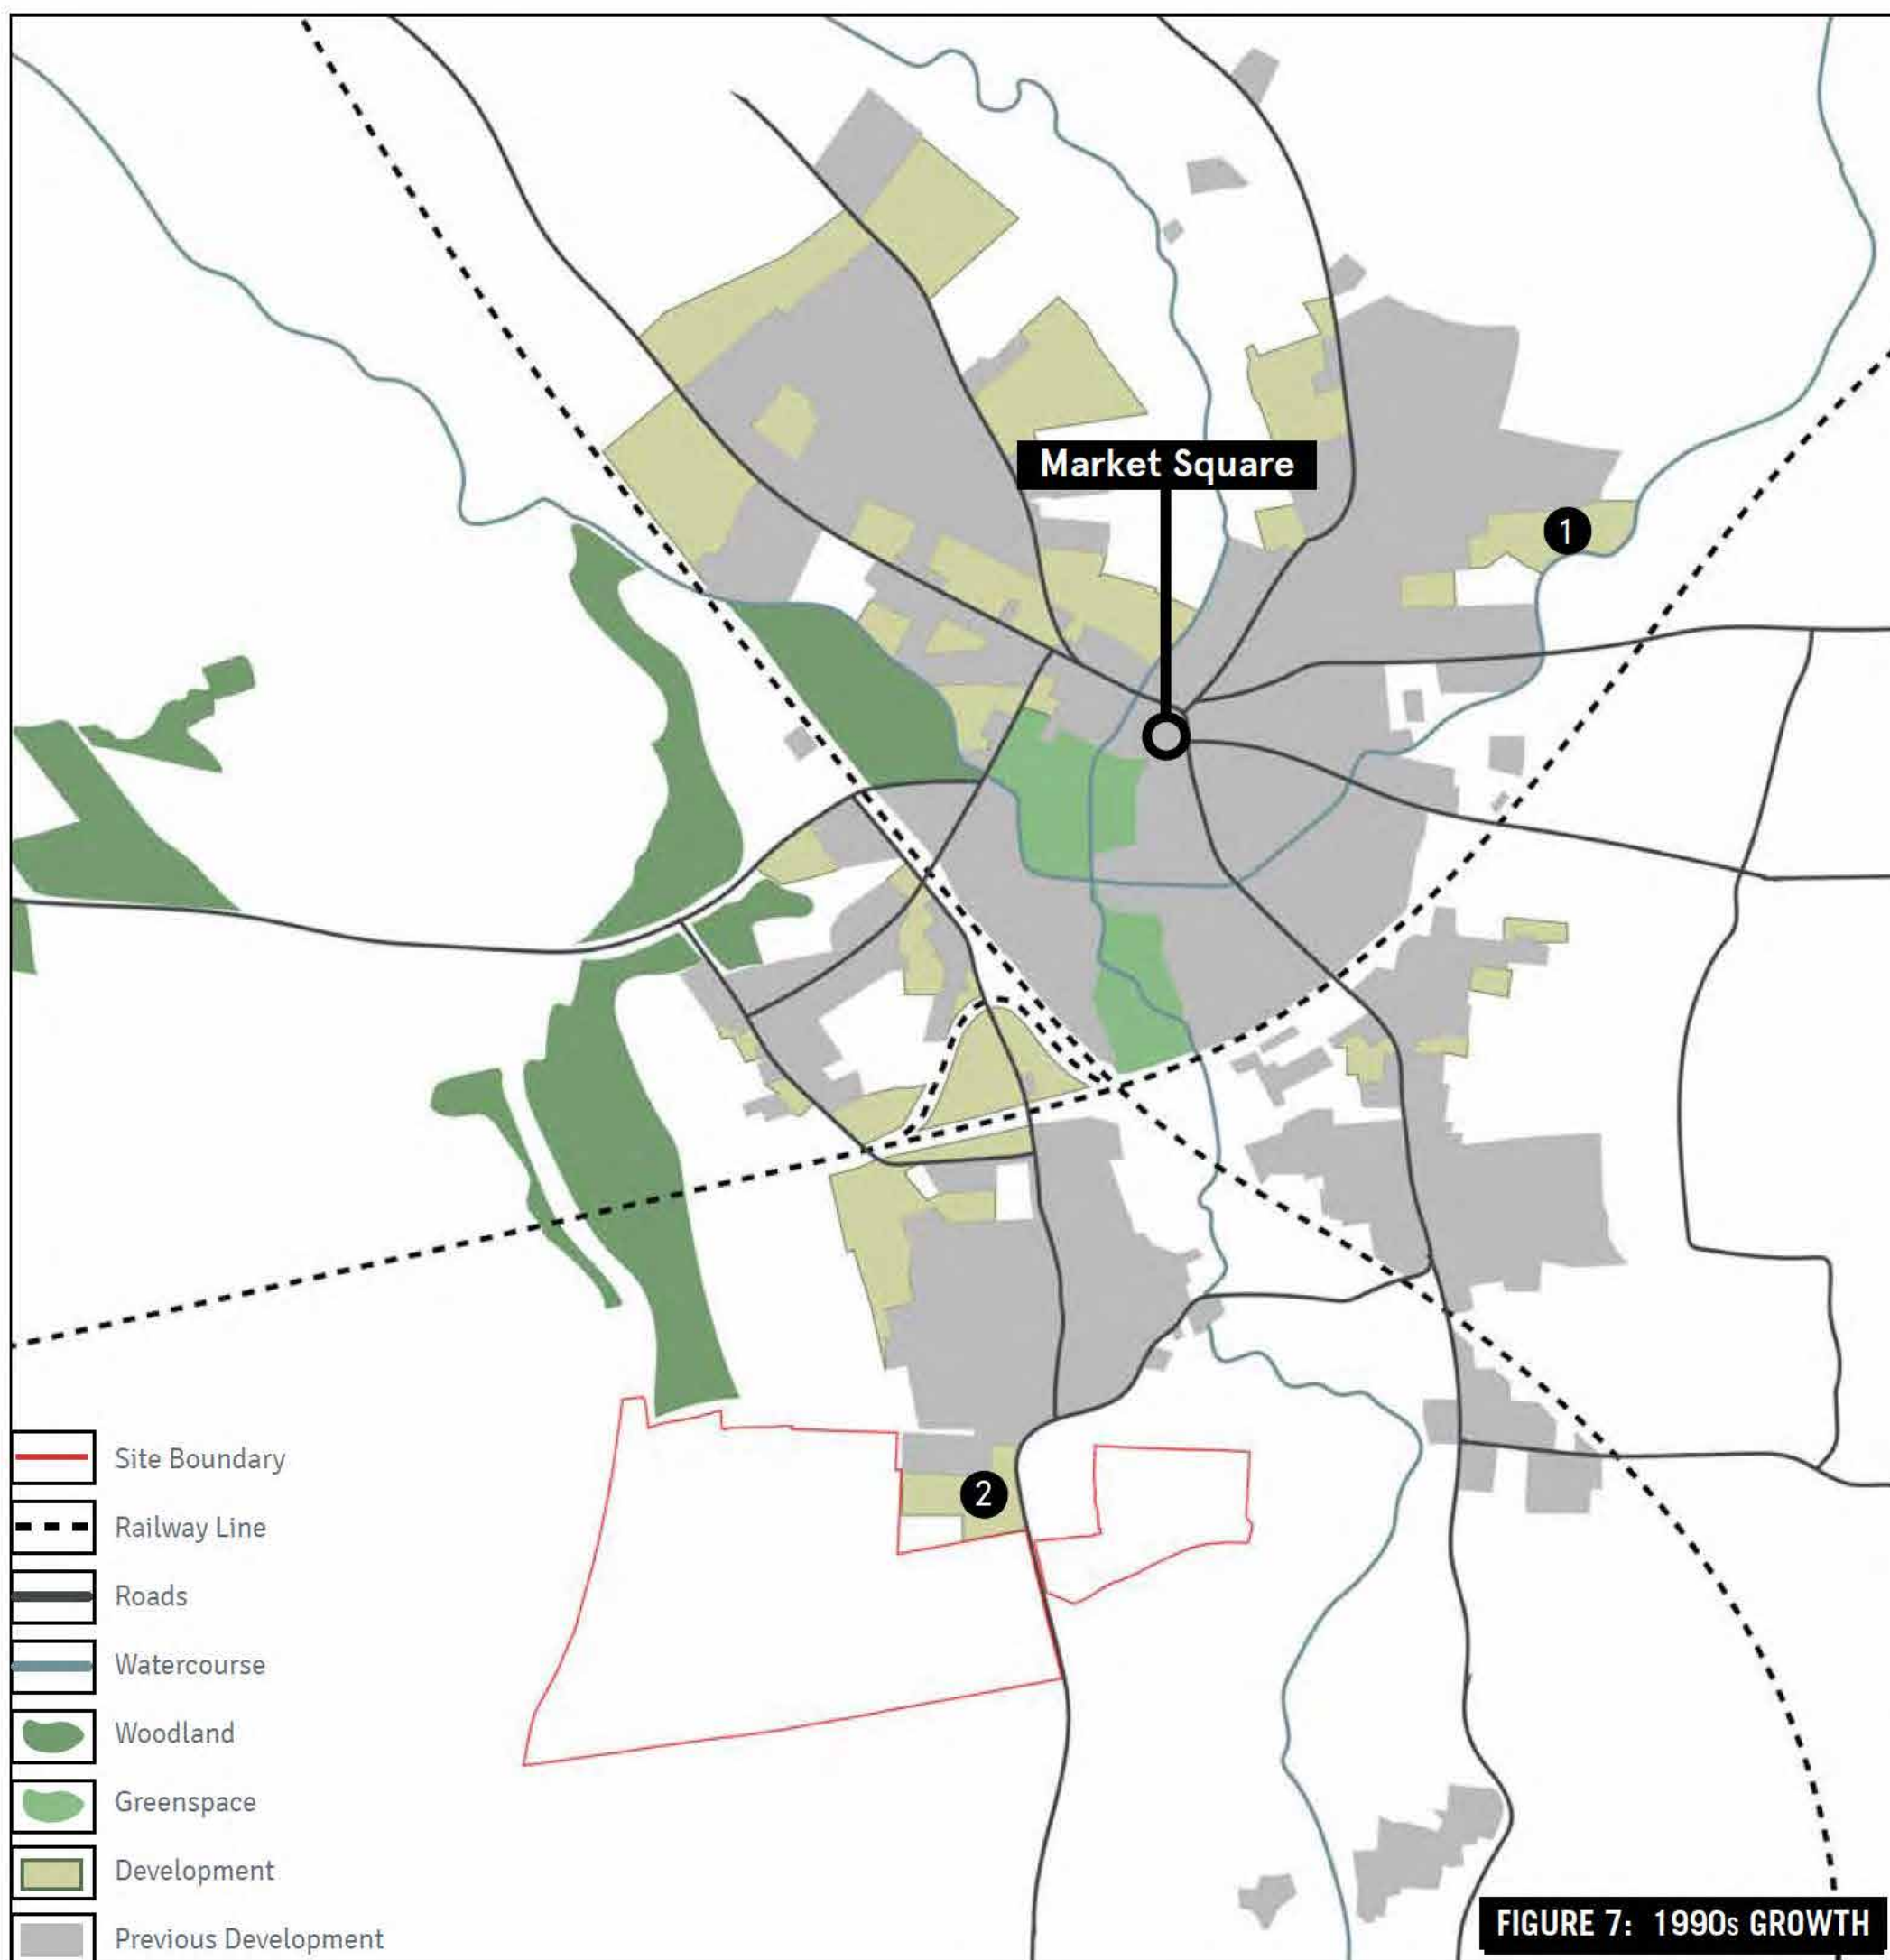 Market Square
1
2
Site Boundary
Railway Line
Roads
Watercourse
Woodland
Greenspace
Development
Previous Development
FIGURE 7: 1990s GROWTH